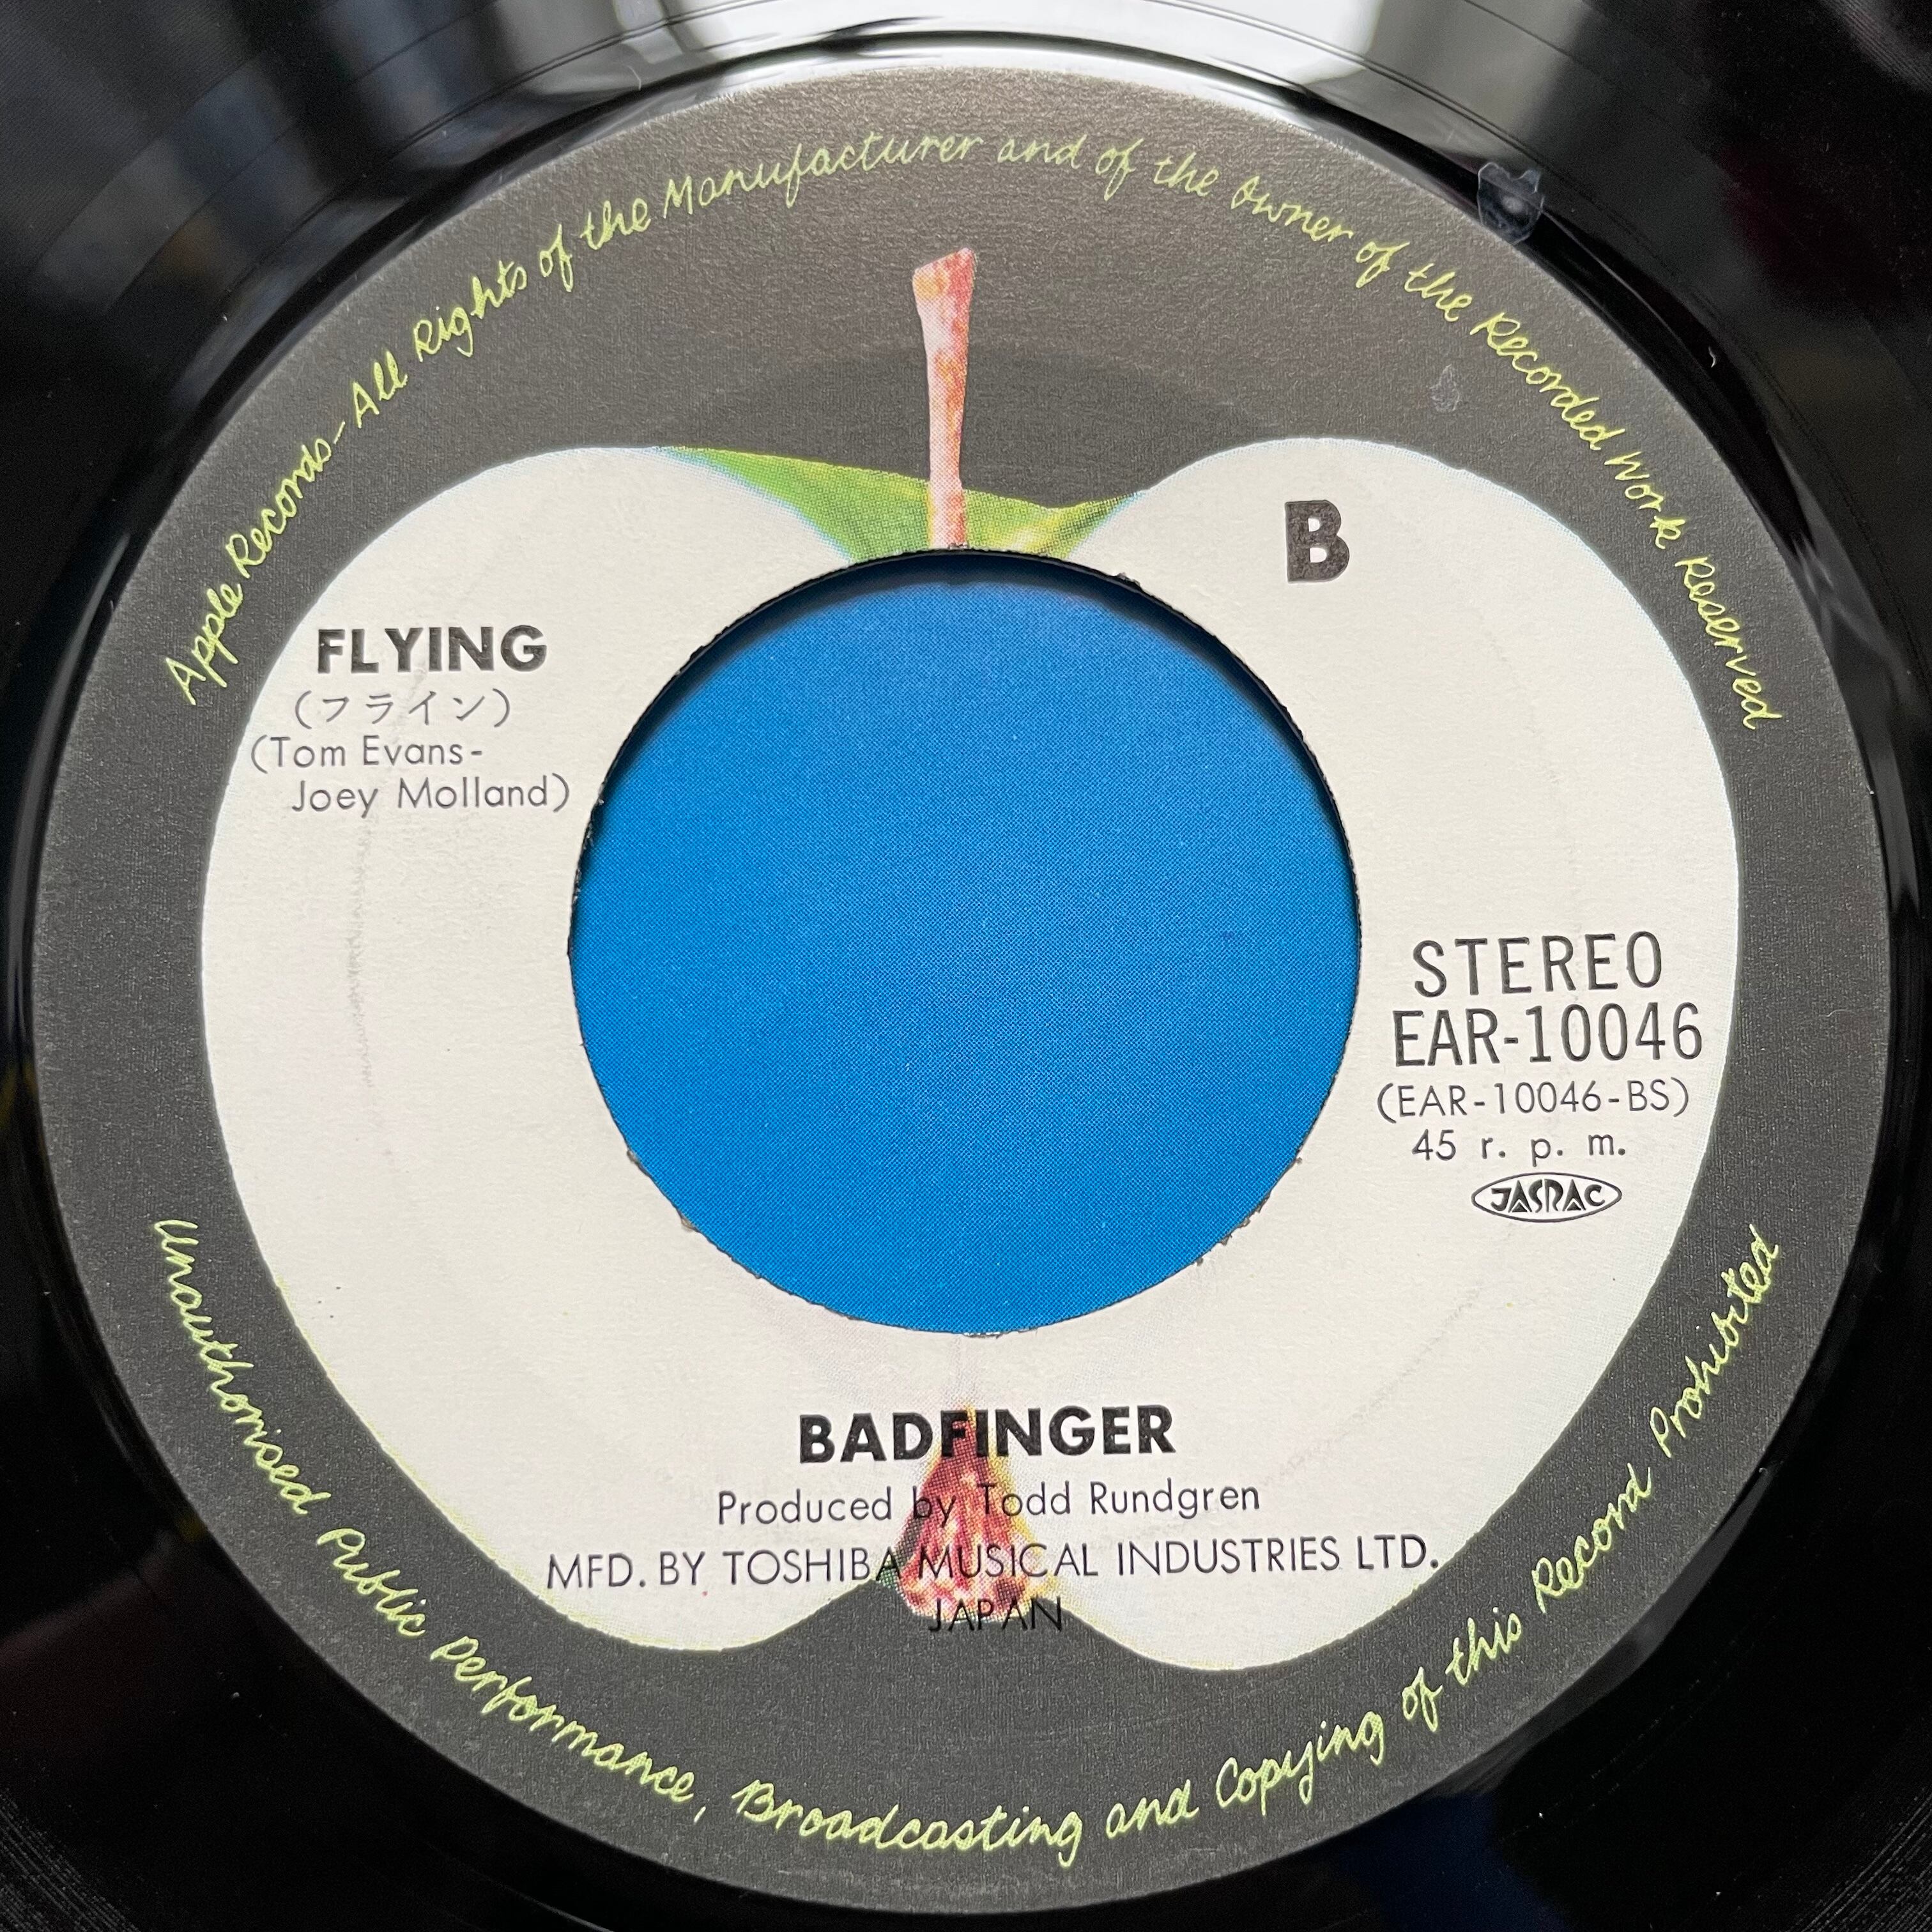 Apple Records-All Rights of the Manufacturer and of the Owner of the Recorded Work Reserved
B
FLYING
(フライン)
(Tom Evans-
Joey Molland)
STEREO
EAR-10046
(EAR-10046-BS)
45 r. p. m.
JASRAC
BADFINGER
Produced by Todd Rundgren
MFD. BY TOSHIBA MUSICAL INDUSTRIES LTD.
JAPAN
Unauthorised Public Performance, Broadcasting and Copying of this Record Prohibited